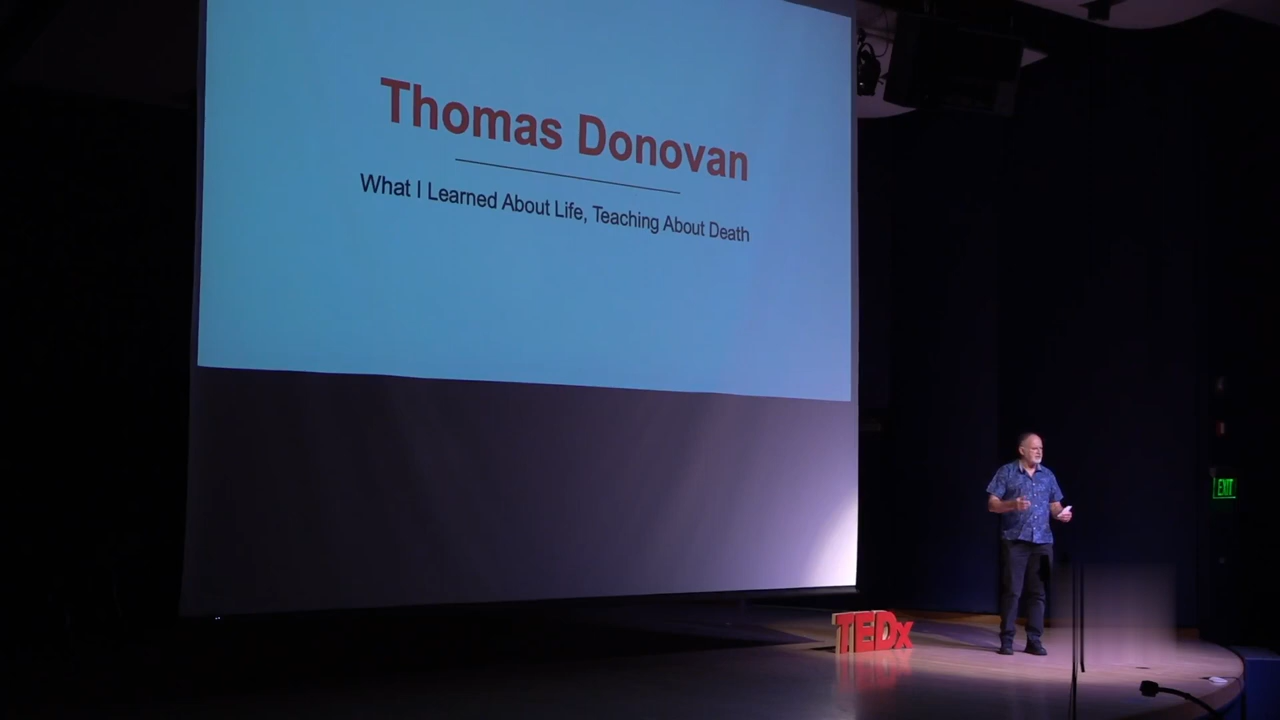 Thomas Donovan
What I Learned About Life, Teaching About Death
EXIT
TEDx